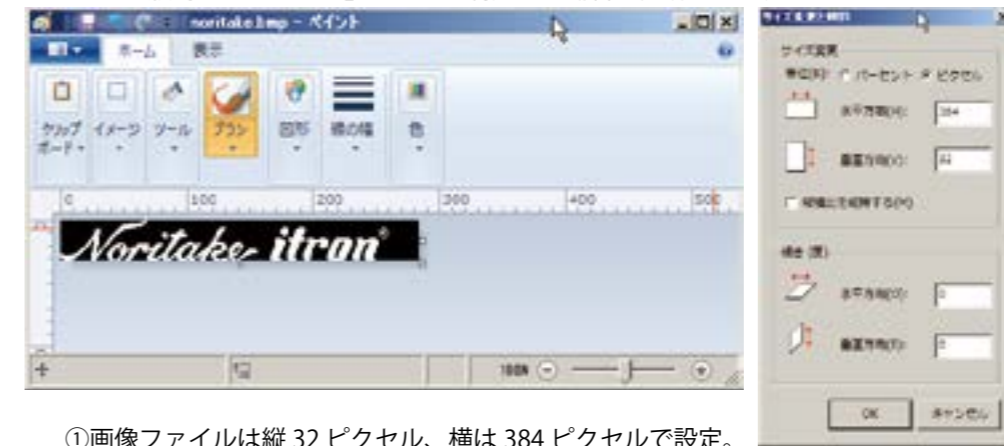 noritake.bmp - ペイント
ホーム 表示
クリップボード イメージ ツール ブラシ 図形 線の幅 色
0 100 200 300 400 500
Noritake itron®
100%
サイズ変更
単位(B): パーセント ピクセル
水平方向(H): 384
垂直方向(V): 32
縦横比を維持する(M)
傾き (度)
水平方向(O): 0
垂直方向(T): 0
OK キャンセル
①画像ファイルは縦 32 ピクセル、横は 384 ピクセルで設定。